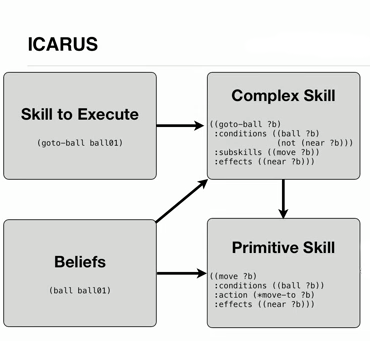 ICARUS
Skill to Execute
(goto-ball ball01)
Complex Skill
((goto-ball ?b)
:conditions ((ball ?b)
(not (near ?b)))
:subskills ((move ?b))
:effects ((near ?b)))
Beliefs
(ball ball01)
Primitive Skill
((move ?b)
:conditions ((ball ?b))
:action (*move-to ?b)
:effects ((near ?b)))